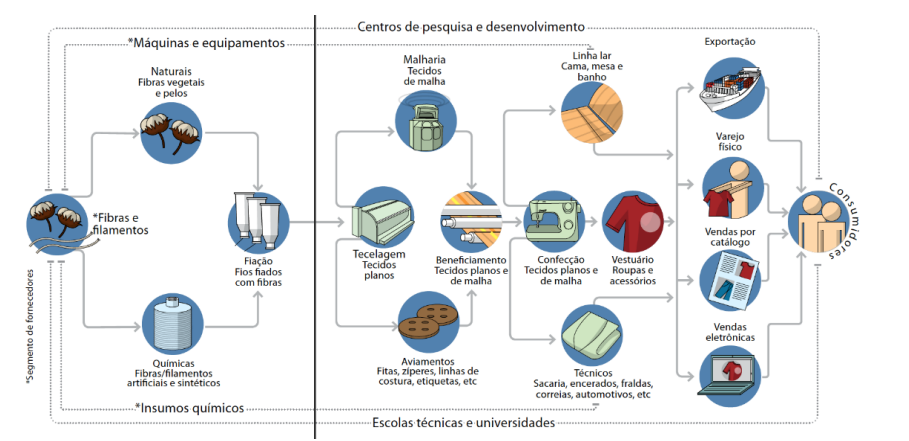 Centros de pesquisa e desenvolvimento
*Máquinas e equipamentos
Naturais
Fibras vegetais
e pelos
*Fibras e
filamentos
Químicas
Fibras/filamentos
artificiais e sintéticos
Fiação
Fios fiados
com fibras
Malharia
Tecidos
de malha
Tecelagem
Tecidos
planos
Aviamentos
Fitas, zíperes, linhas de
costura, etiquetas, etc
Beneficiamento
Tecidos planos e
de malha
Linha lar
Cama, mesa e
banho
Confecção
Tecidos planos e
de malha
Técnicos
Sacaria, encerados, fraldas,
correias, automotivos, etc
Vestuário
Roupas e
acessórios
Exportação
Varejo
físico
Vendas por
catálogo
Vendas
eletrônicas
Consumidores
*Segmento de fornecedores
*Insumos químicos
Escolas técnicas e universidades